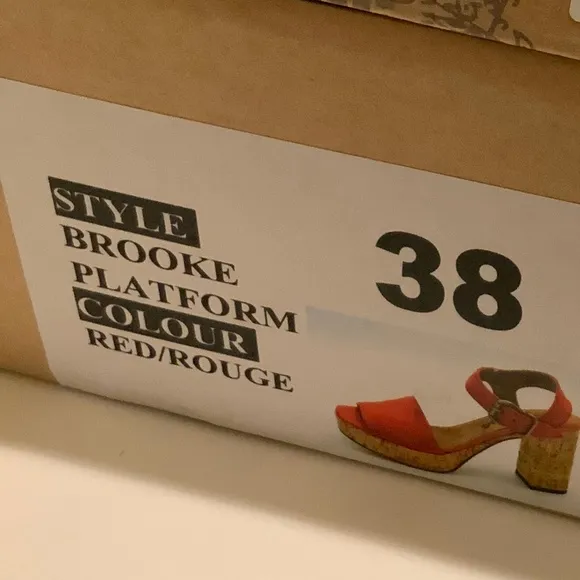 STYLE
BROOKE
PLATFORM
COLOUR
RED/ROUGE
38